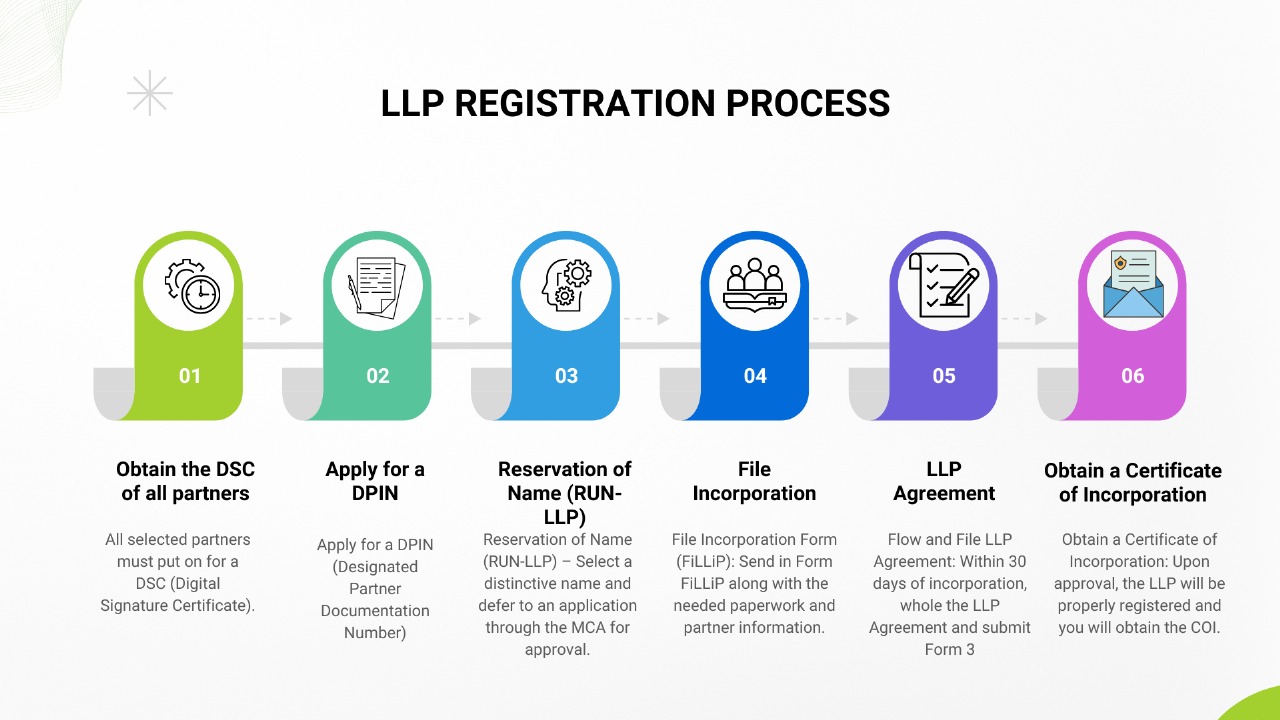 LLP REGISTRATION PROCESS
01
02
03
04
05
06
Obtain the DSC
of all partners
All selected partners
must put on for a
DSC (Digital
Signature Certificate).
Apply for a
DPIN
Apply for a DPIN
(Designated
Partner
Documentation
Number)
Reservation of
Name (RUN-
LLP)
Reservation of Name
(RUN-LLP) – Select a
distinctive name and
defer to an application
through the MCA for
approval.
File
Incorporation
File Incorporation Form
(FiLLiP): Send in Form
FiLLiP along with the
needed paperwork and
partner information.
LLP
Agreement
Flow and File LLP
Agreement: Within 30
days of incorporation,
whole the LLP
Agreement and submit
Form 3
Obtain a Certificate
of Incorporation
Obtain a Certificate of
Incorporation: Upon
approval, the LLP will be
properly registered and
you will obtain the COI.